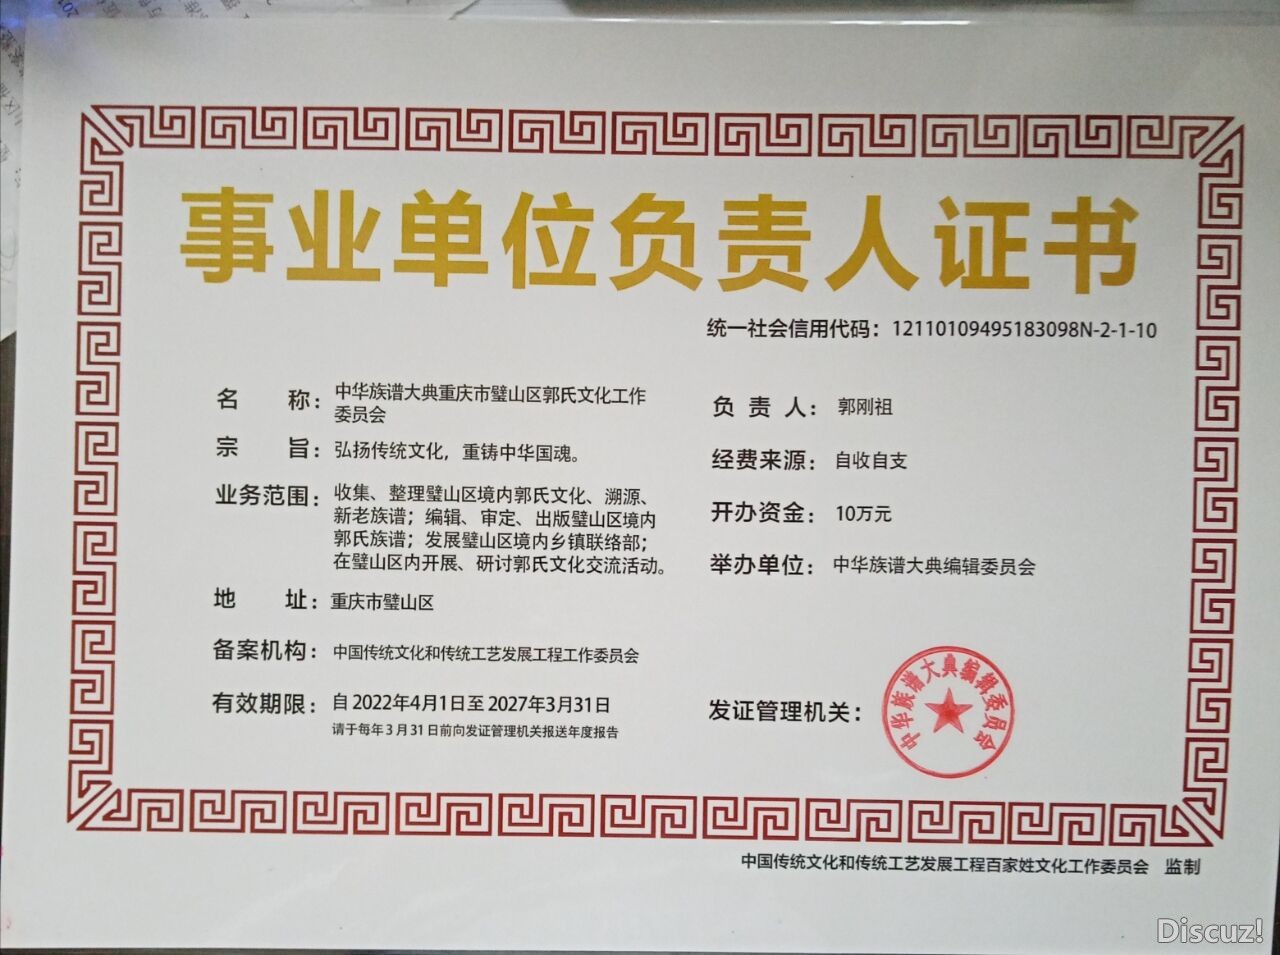 事业单位负责人证书
统一社会信用代码：12110109495183098N-2-1-10
名 称：中华族谱大典重庆市璧山区郭氏文化工作
委员会
宗 旨：弘扬传统文化，重铸中华国魂。
业务范围：收集、整理璧山区境内郭氏文化、溯源、
新老族谱；编辑、审定、出版璧山区境内
郭氏族谱；发展璧山区境内乡镇联络部；
在璧山区内开展、研讨郭氏文化交流活动。
地 址：重庆市璧山区
备案机构：中国传统文化和传统工艺发展工程工作委员会
有效期限：自 2022年4月1日至 2027年3月31日
请于每年3月31日前向发证管理机关报送年度报告
负 责 人：郭刚祖
经费来源：自收自支
开办资金：10万元
举办单位：中华族谱大典编辑委员会
发证管理机关：
中华族谱大典编辑委员会
中国传统文化和传统工艺发展工程百家姓文化工作委员会 监制
Discuz!